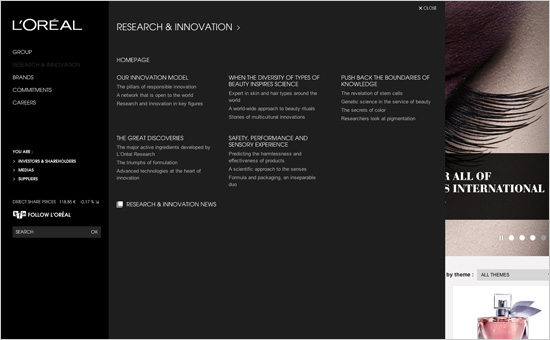 CLOSE
L'ORÉAL
RESEARCH & INNOVATION >
GROUP
RESEARCH & INNOVATION
BRANDS
COMMITMENTS
CAREERS
YOU ARE :
> INVESTORS & SHAREHOLDERS
> MEDIAS
> SUPPLIERS
DIRECT SHARE PRICES 118.85 € -0,17 %
FOLLOW L'ORÉAL
SEARCH OK
HOMEPAGE
OUR INNOVATION MODEL
The pillars of responsible innovation
A network that is open to the world
Research and innovation in key figures
WHEN THE DIVERSITY OF TYPES OF
BEAUTY INSPIRES SCIENCE
Expert in skin and hair types around the
world
A world-wide approach to beauty rituals
Stories of multicultural innovations
PUSH BACK THE BOUNDARIES OF
KNOWLEDGE
The revelation of stem cells
Genetic science in the service of beauty
The secrets of color
Researchers look at pigmentation
THE GREAT DISCOVERIES
The major active ingredients developed by
L'Oréal Research
The triumphs of formulation
Advanced technologies at the heart of
innovation
SAFETY, PERFORMANCE AND
SENSORY EXPERIENCE
Predicting the harmlessness and
effectiveness of products
A scientific approach to the senses
Formula and packaging, an inseparable
duo
RESEARCH & INNOVATION NEWS
R ALL OF
S INTERNATIONAL
by theme : ALL THEMES